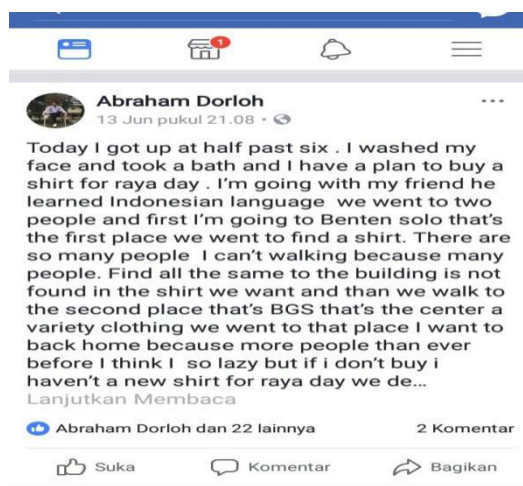 1
Abraham Dorloh
13 Jun pukul 21.08 •
Today I got up at half past six . I washed my
face and took a bath and I have a plan to buy a
shirt for raya day . I'm going with my friend he
learned Indonesian language  we went to two
people and first I'm going to Benten solo that's
the first place we went to find a shirt. There are
so many people  I can't walking because many
people. Find all the same to the building is not
found in the shirt we want and than we walk to
the second place that's BGS that's the center a
variety clothing we went to that place I want to
back home because more people than ever
before I think I  so lazy but if i don't buy i
haven't a new shirt for raya day we de...
Lanjutkan Membaca
Abraham Dorloh dan 22 lainnya 2 Komentar
Suka Komentar Bagikan